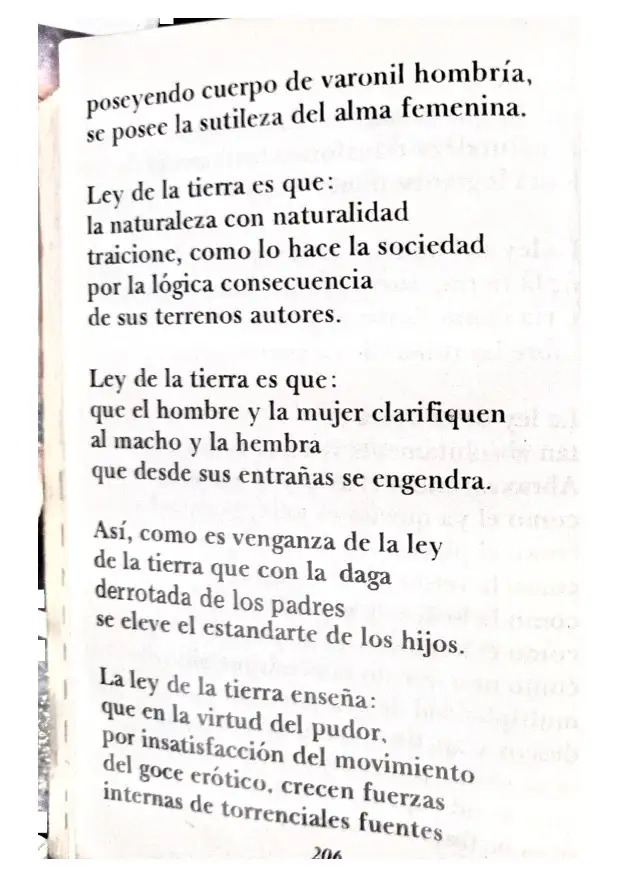 poseyendo cuerpo de varonil hombría,
se posee la sutileza del alma femenina.
Ley de la tierra es que:
la naturaleza con naturalidad
traicione, como lo hace la sociedad
por la lógica consecuencia
de sus terrenos autores.
Ley de la tierra es que:
que el hombre y la mujer clarifiquen
al macho y la hembra
que desde sus entrañas se engendra.
Así, como es venganza de la ley
de la tierra que con la daga
derrotada de los padres
se eleve el estandarte de los hijos.
La ley de la tierra enseña:
que en la virtud del pudor,
por insatisfacción del movimiento
del goce erótico, crecen fuerzas
internas de torrenciales fuentes
206